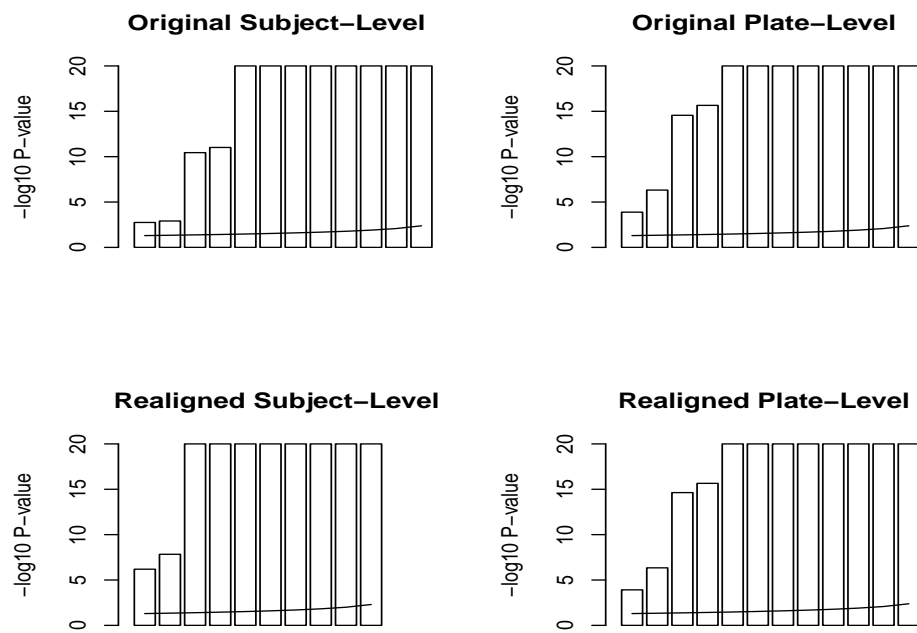 Original Subject−Level
Original Plate−Level
−log10 P−value
0 5 10 15 20
−log10 P−value
0 5 10 15 20
Realigned Subject−Level
Realigned Plate−Level
−log10 P−value
0 5 10 15 20
−log10 P−value
0 5 10 15 20